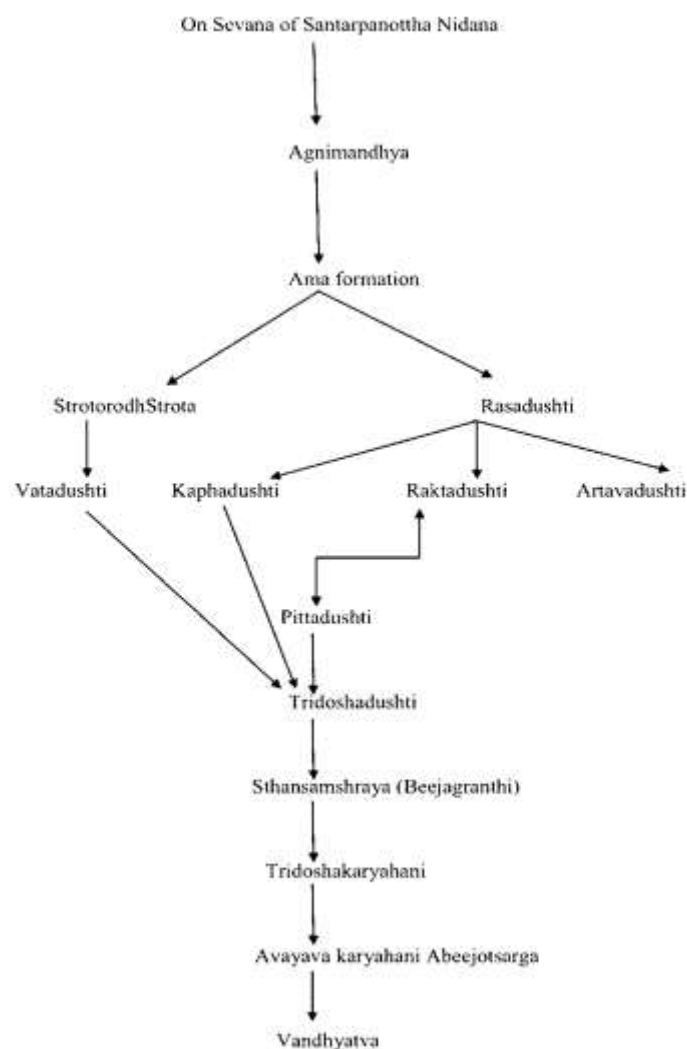 On Sevana of Santarpanottha Nidana
Agnimandhya
Ama formation
StrotorodhStrota Rasadushti
Vatadushti Kaphadushti Raktadushti Artavadushti
Pittadushti
Tridoshadushti
Sthansamshraya (Beejagranthi)
Tridoshakaryahani
Avayava karyahani Abeejotsarga
Vandhyatva